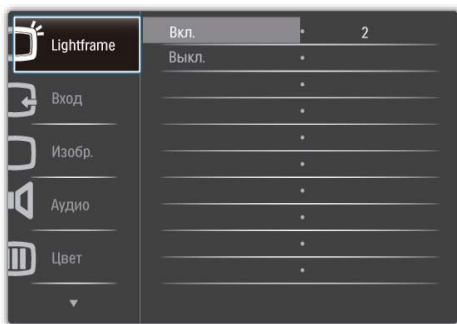 Lightframe
Вкл. 2
Выкл.
Вход
Изобр.
Аудио
Цвет